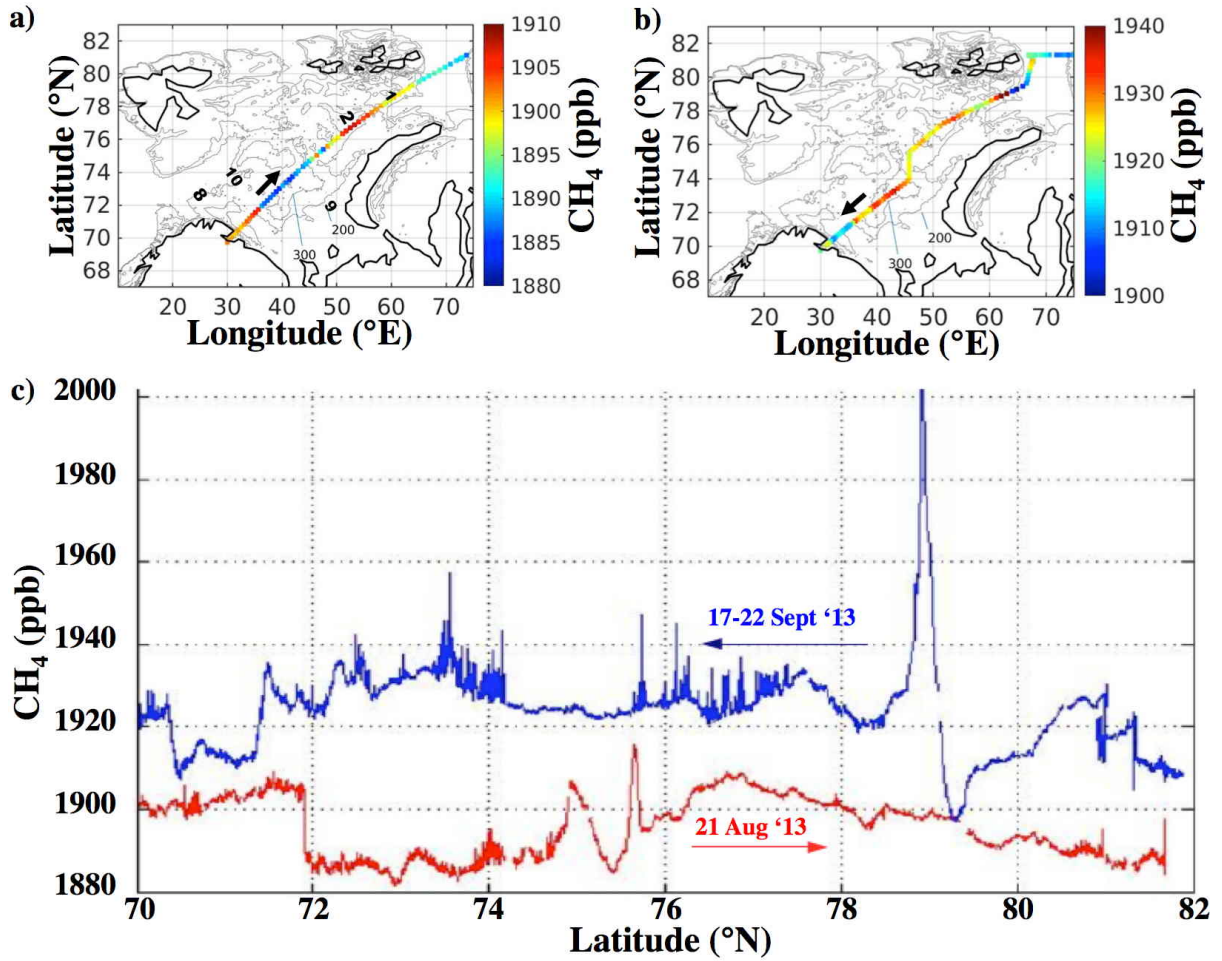 a)
Latitude (°N)
82
80
78
76
74
72
70
68
1
2
10
8
9
200
300
20 30 40 50 60 70
Longitude (°E)
1910
1905
1900
1895
1890
1885
1880
CH4 (ppb)
b)
Latitude (°N)
82
80
78
76
74
72
70
68
200
300
20 30 40 50 60 70
Longitude (°E)
1940
1930
1920
1910
1900
CH4 (ppb)
c)
CH4 (ppb)
2000
1980
1960
1940
1920
1900
1880
17-22 Sept ‘13
21 Aug ‘13
70 72 74 76 78 80 82
Latitude (°N)